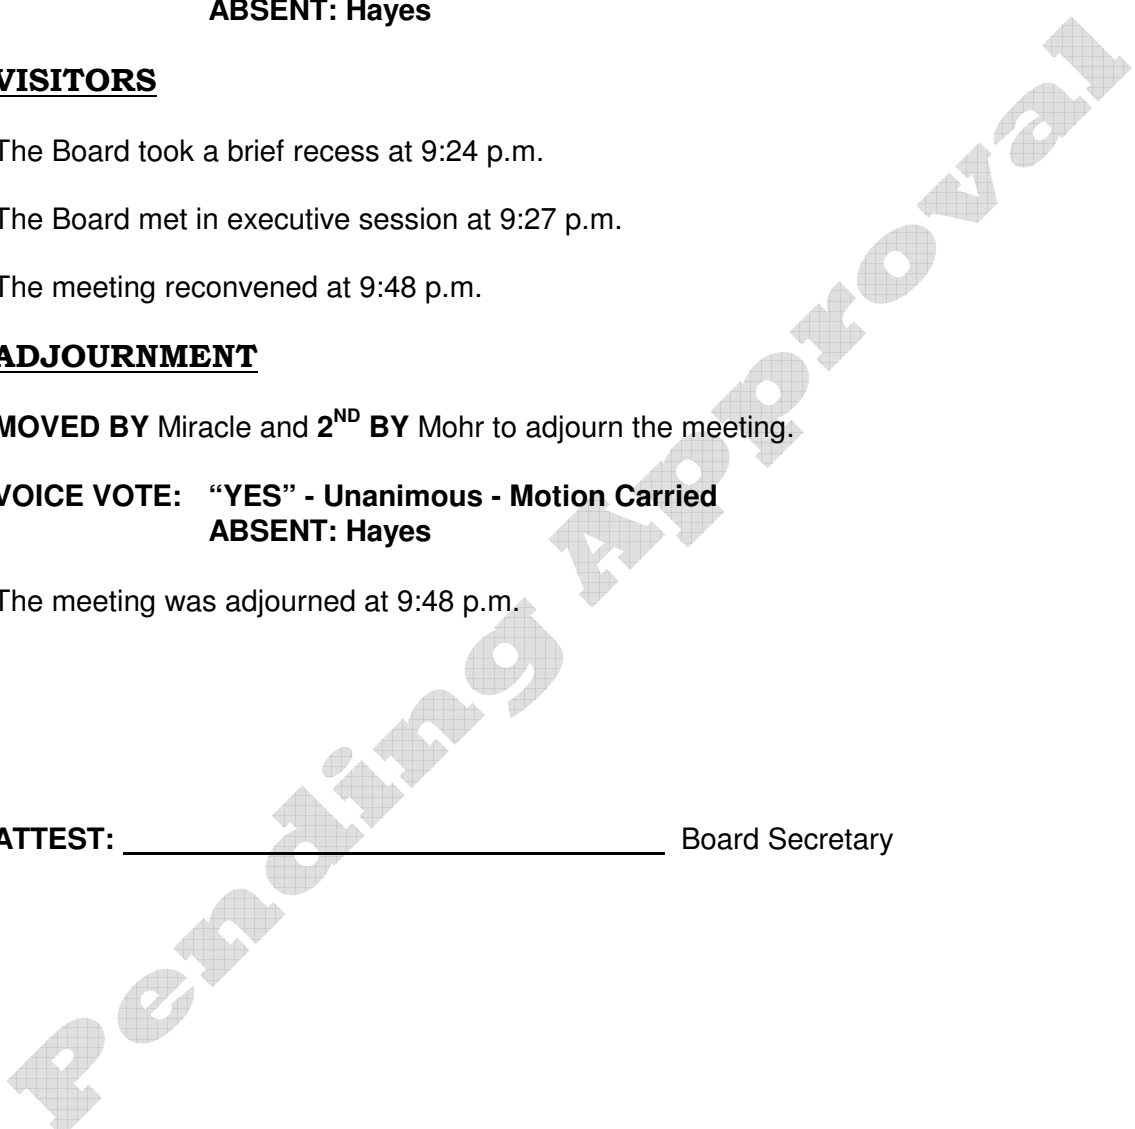 ABSENT: Hayes
VISITORS
The Board took a brief recess at 9:24 p.m.
The Board met in executive session at 9:27 p.m.
The meeting reconvened at 9:48 p.m.
ADJOURNMENT
MOVED BY Miracle and 2ND BY Mohr to adjourn the meeting.
VOICE VOTE: “YES” - Unanimous - Motion Carried
ABSENT: Hayes
The meeting was adjourned at 9:48 p.m.
ATTEST: Board Secretary
Pending Approval